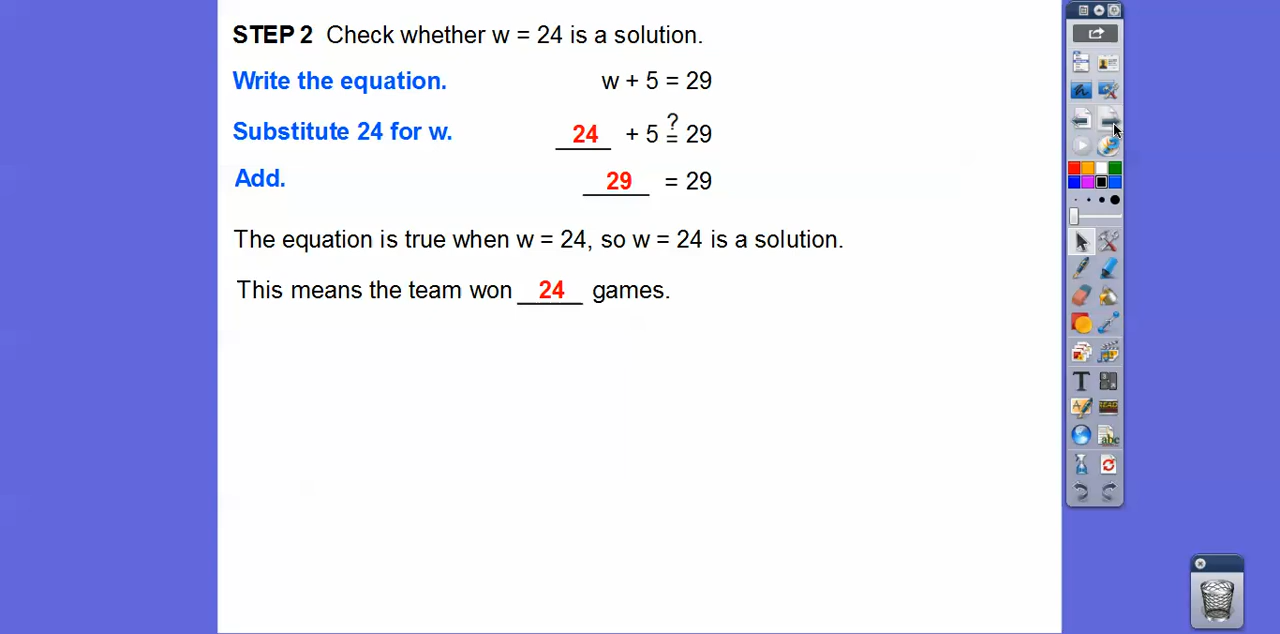 STEP 2 Check whether w = 24 is a solution.
Write the equation. w + 5 = 29
Substitute 24 for w. 24 + 5 ≟ 29
Add. 29 = 29
The equation is true when w = 24, so w = 24 is a solution.
This means the team won 24 games.
T
abc